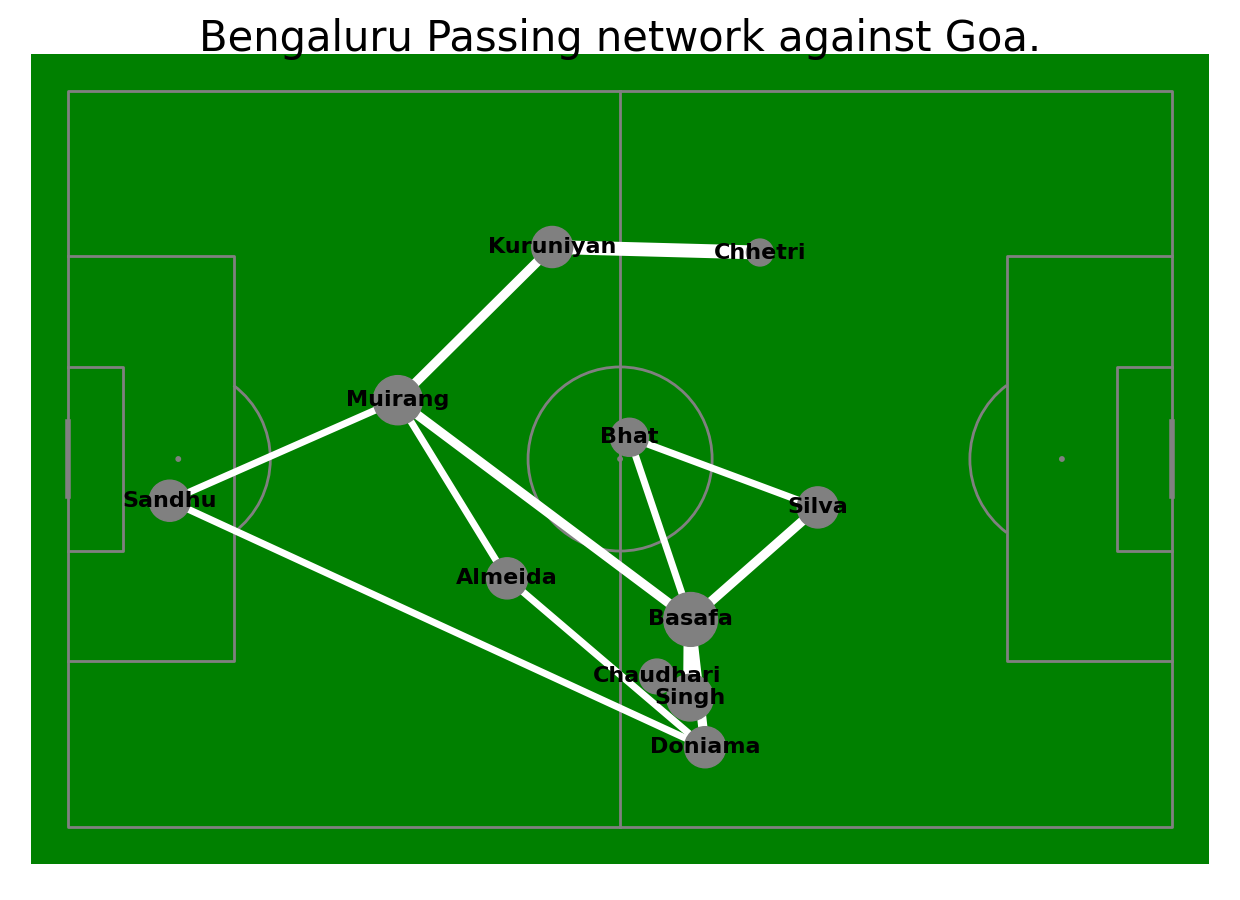 Bengaluru Passing network against Goa.
Kuruniyan
Chhetri
Muirang
Bhat
Sandhu
Silva
Almeida
Basafa
Chaudhari
Singh
Doniama